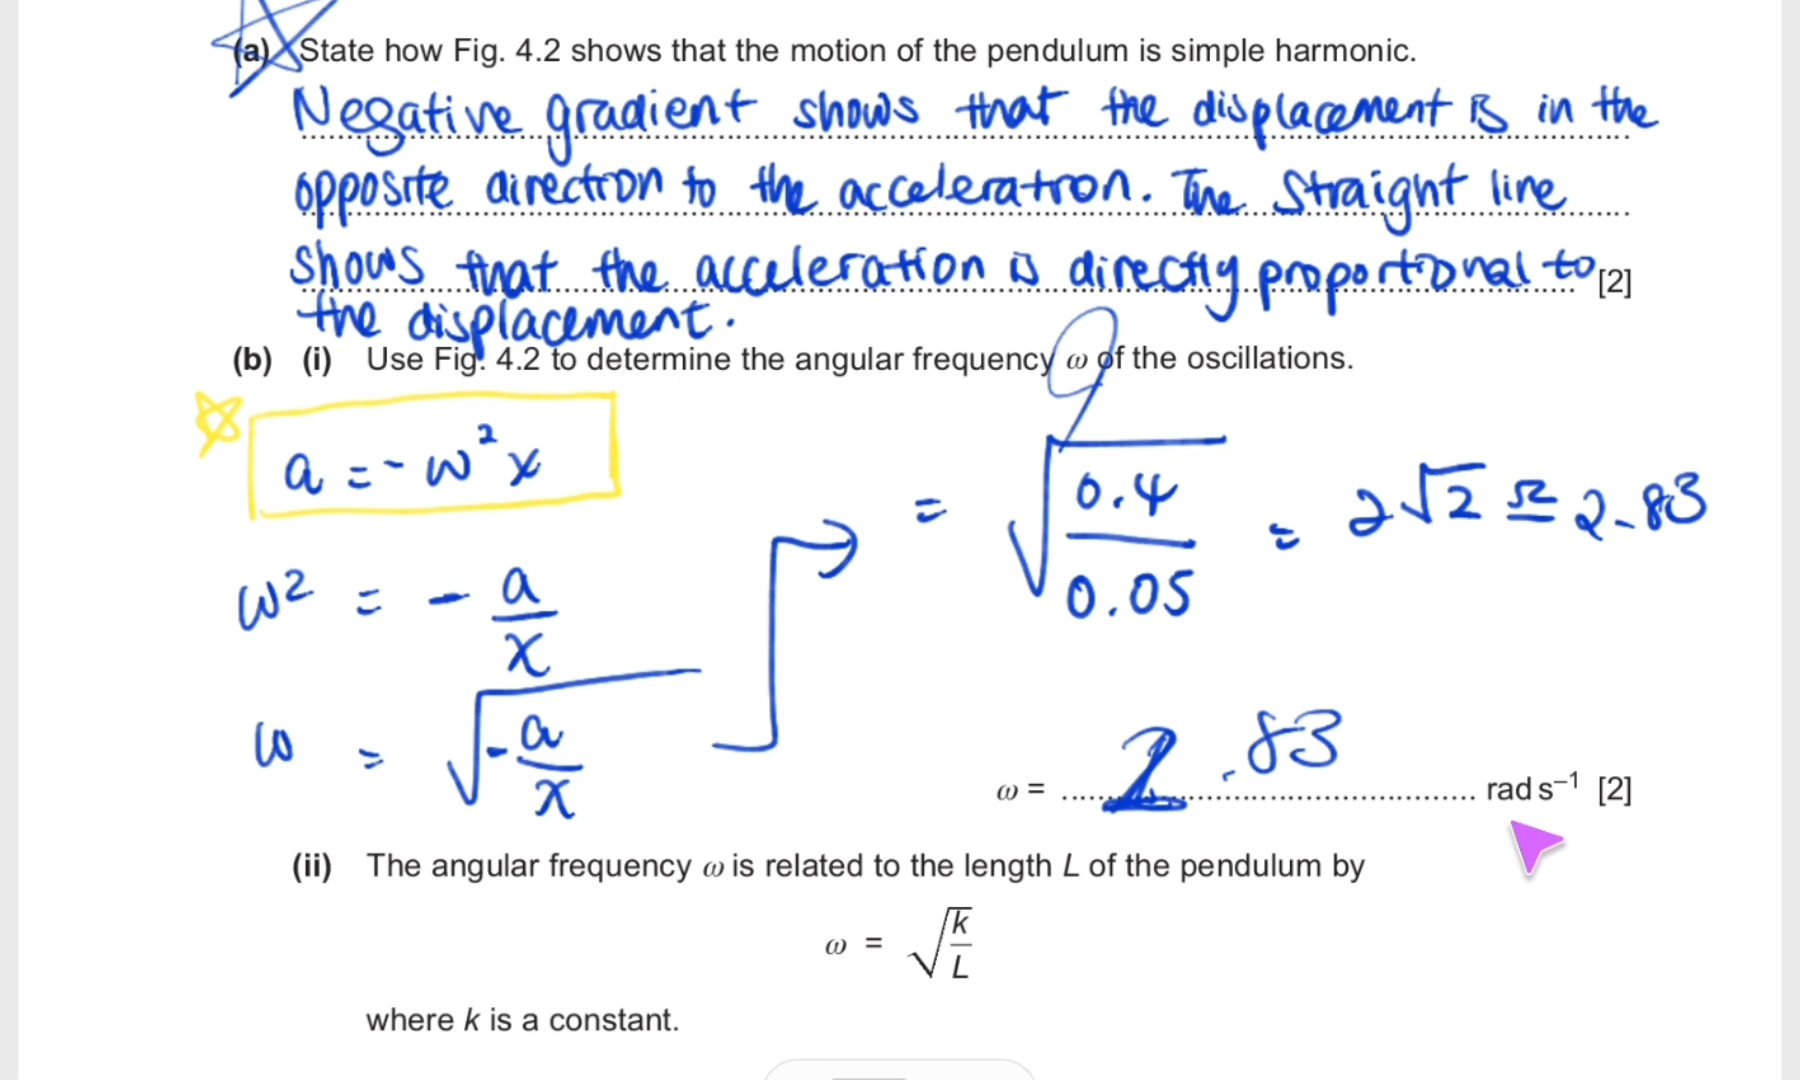 (a) State how Fig. 4.2 shows that the motion of the pendulum is simple harmonic.
Negative gradient shows that the displacement is in the
opposite direction to the acceleration. The straight line
shows that the acceleration is directly proportional to [2]
the displacement.
(b) (i) Use Fig. 4.2 to determine the angular frequency ω of the oscillations.
a = -ω²x
ω² = -a/x
ω = √(-a/x)
= √(0.4/0.05) = 2√2 ≅ 2.83
ω = 2.83 rad s⁻¹ [2]
(ii) The angular frequency ω is related to the length L of the pendulum by
ω = √(k/L)
where k is a constant.